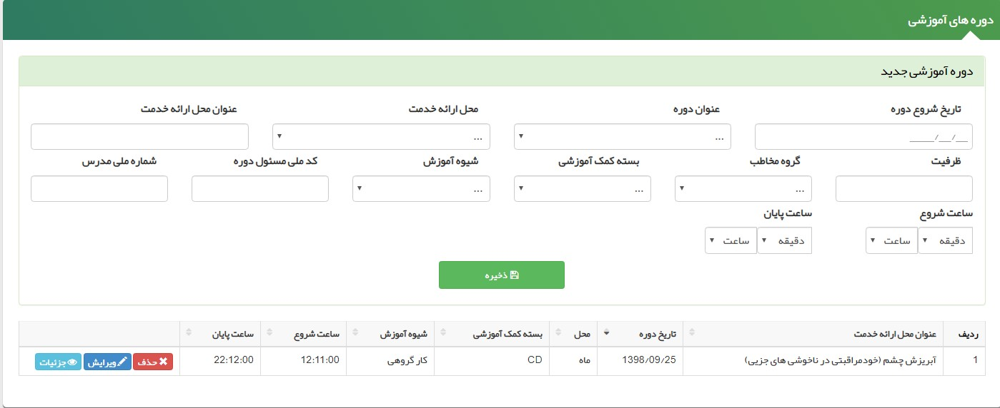 دوره های آموزشی
دوره آموزشی جدید
تاریخ شروع دوره عنوان دوره محل ارائه خدمت عنوان محل ارائه خدمت
__/__/____ ... ...
ظرفیت گروه مخاطب بسته کمک آموزشی شیوه آموزش کد ملی مسئول دوره شماره ملی مدرس
... ... ...
ساعت شروع ساعت پایان
دقیقه ساعت دقیقه ساعت
ذخیره
ردیف عنوان محل ارائه خدمت تاریخ دوره محل بسته کمک آموزشی شیوه آموزش ساعت شروع ساعت پایان
1 آبریزش چشم (خودمراقبتی در ناخوشی های جزیی) 1398/09/25 ماه CD کار گروهی 12:11:00 22:12:00 حذف ویرایش جزئیات